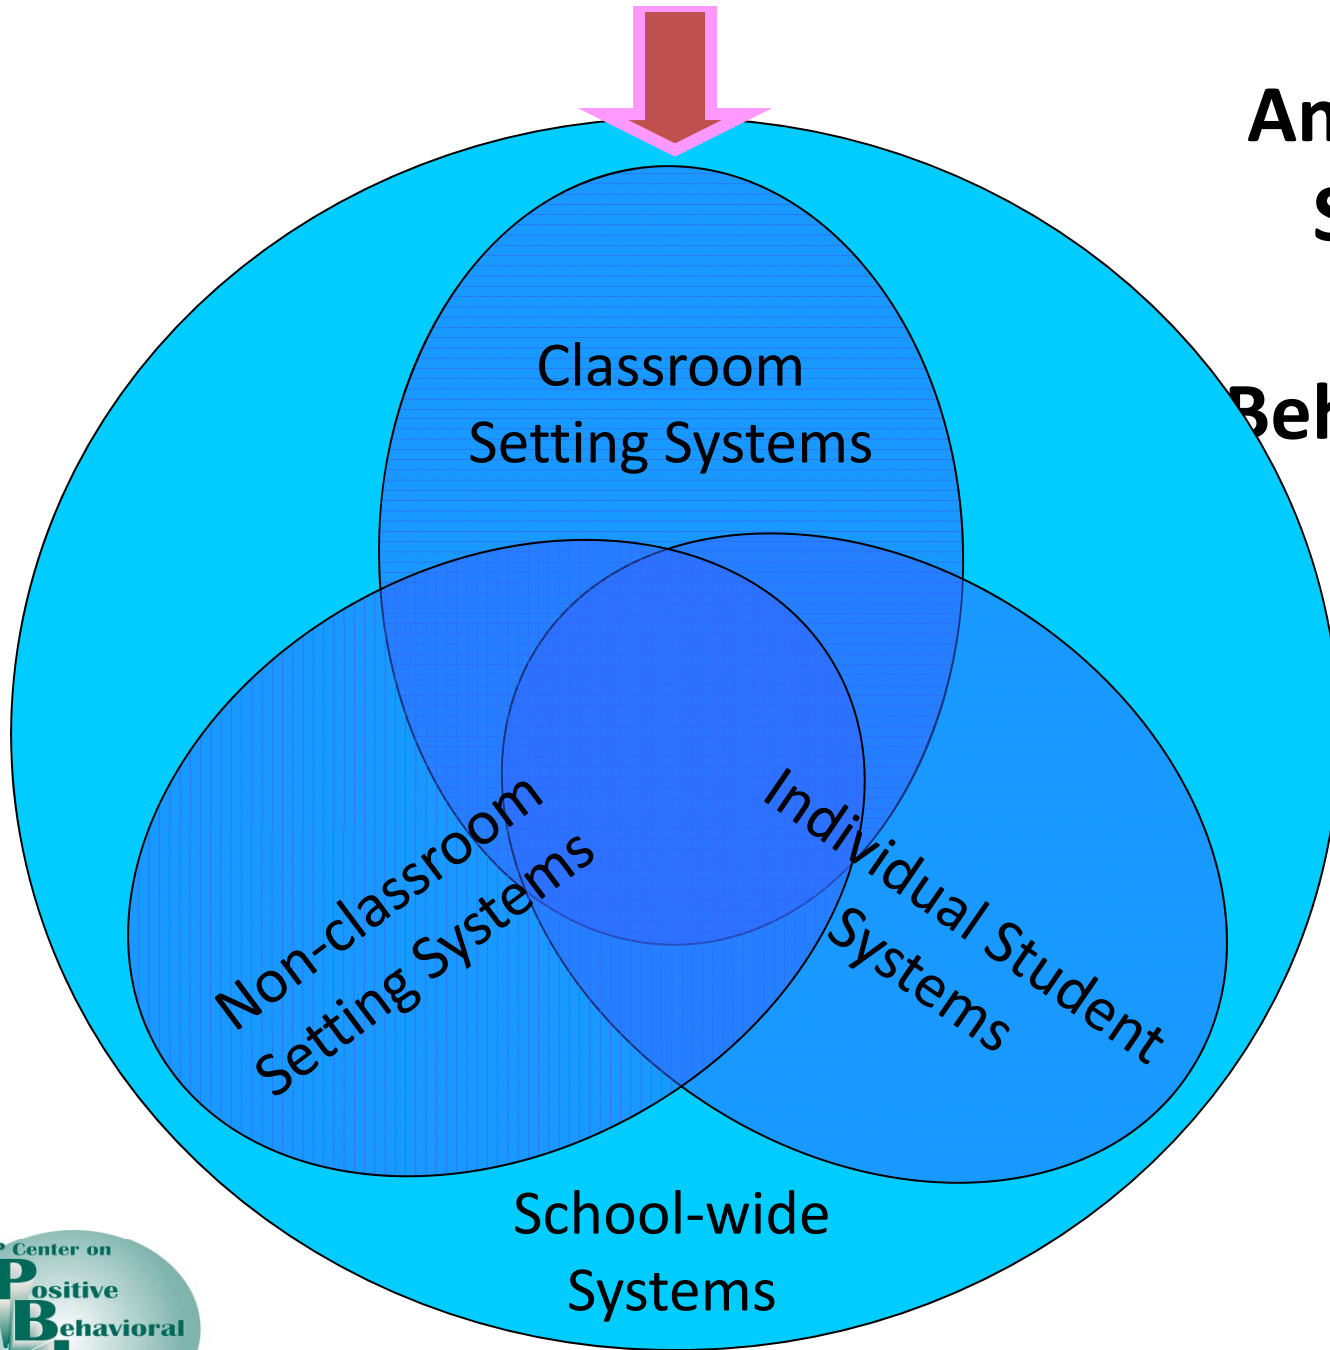 Classroom
Setting Systems
Non-classroom
Setting Systems
Individual Student
Systems
School-wide
Systems
Center on
Positive
Behavioral